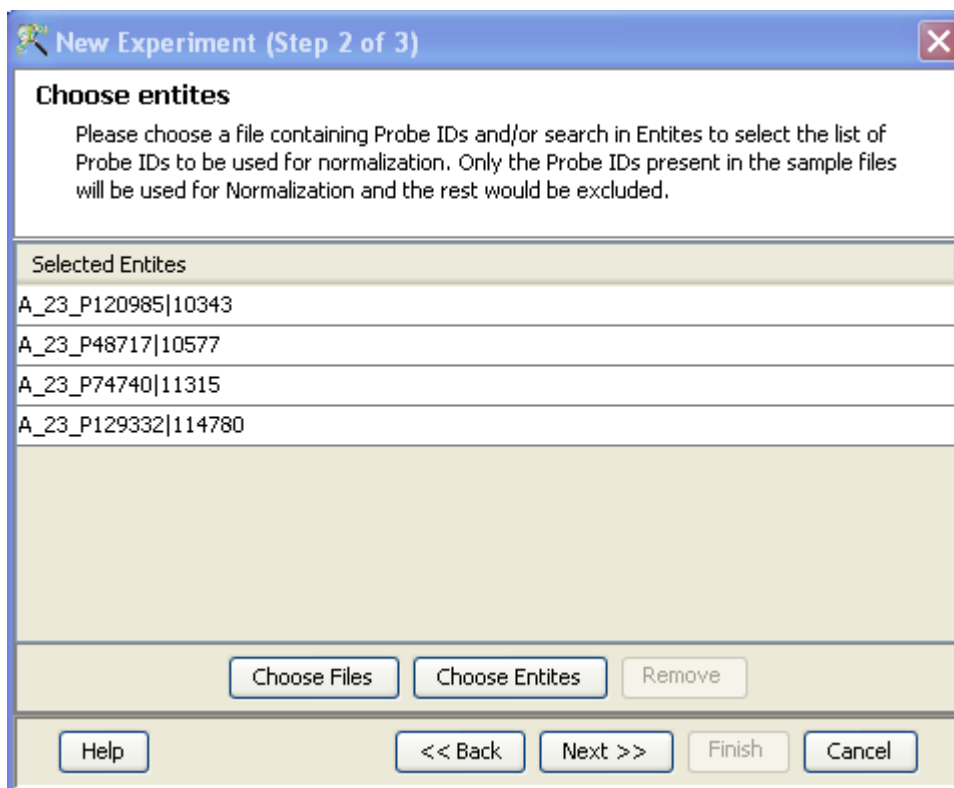 New Experiment (Step 2 of 3)
Choose entites
Please choose a file containing Probe IDs and/or search in Entites to select the list of
Probe IDs to be used for normalization. Only the Probe IDs present in the sample files
will be used for Normalization and the rest would be excluded.
Selected Entites
A_23_P120985|10343
A_23_P48717|10577
A_23_P74740|11315
A_23_P129332|114780
Choose Files Choose Entites Remove
Help << Back Next >> Finish Cancel